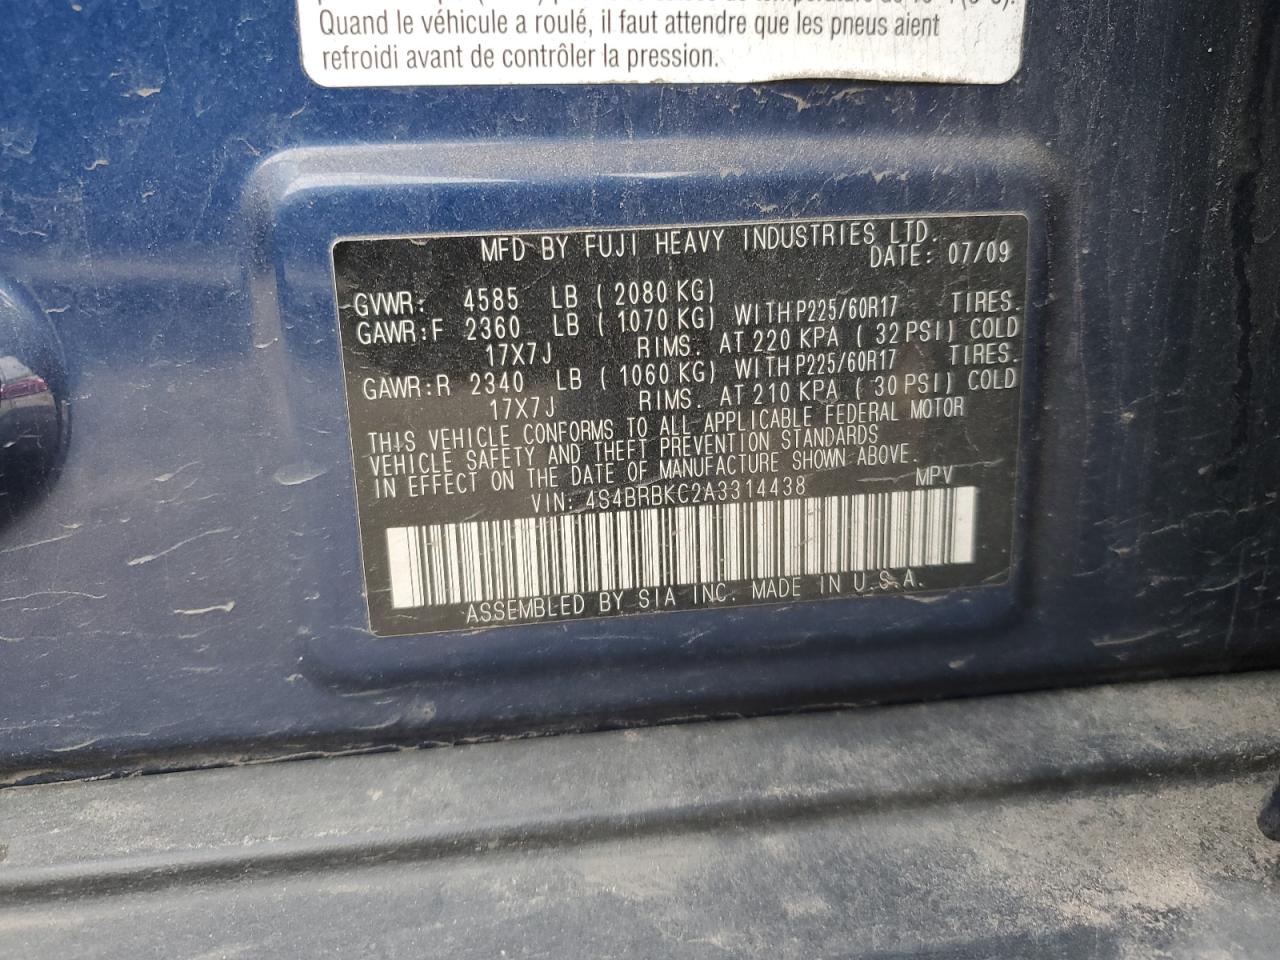 Quand le véhicule a roulé, il faut attendre que les pneus aient
refroidi avant de contrôler la pression.
MFD BY FUJI HEAVY INDUSTRIES LTD.
DATE: 07/09
GVWR: 4585 LB ( 2080 KG)
GAWR:F 2360 LB ( 1070 KG) WITH P225/60R17 TIRES.
17X7J RIMS. AT 220 KPA ( 32 PSI) COLD
GAWR:R 2340 LB ( 1060 KG) WITH P225/60R17 TIRES.
17X7J RIMS. AT 210 KPA ( 30 PSI) COLD
THIS VEHICLE CONFORMS TO ALL APPLICABLE FEDERAL MOTOR
VEHICLE SAFETY AND THEFT PREVENTION STANDARDS
IN EFFECT ON THE DATE OF MANUFACTURE SHOWN ABOVE.
VIN: 4S4BRBKC2A3314438 MPV
ASSEMBLED BY SIA INC. MADE IN U.S.A.